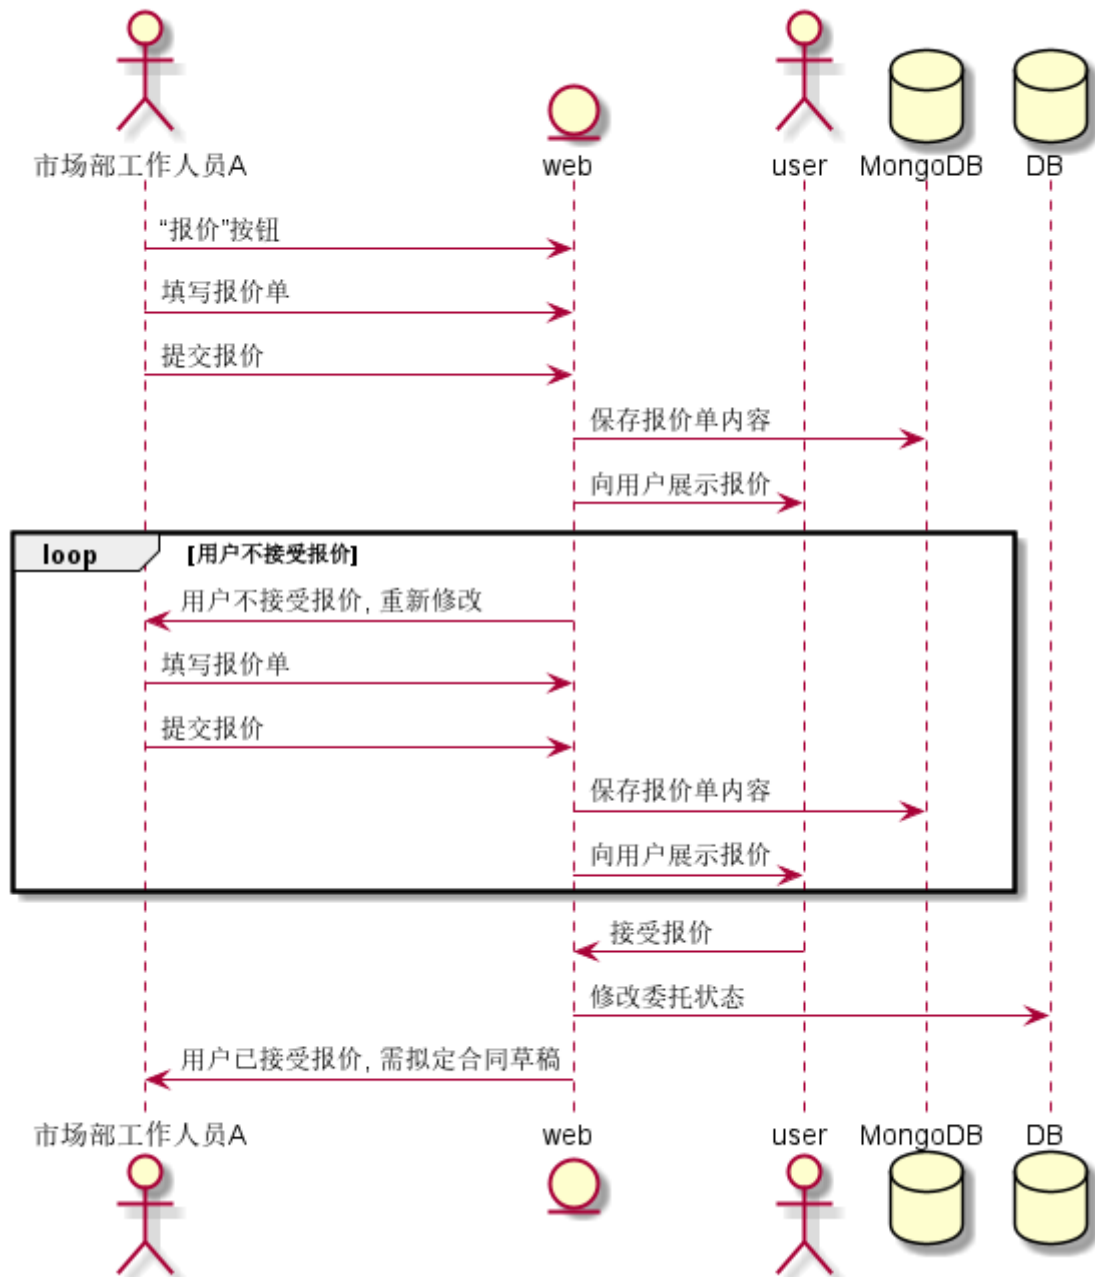 市场部工作人员A
web
user
MongoDB
DB
“报价”按钮
填写报价单
提交报价
保存报价单内容
向用户展示报价
loop
[用户不接受报价]
用户不接受报价, 重新修改
填写报价单
提交报价
保存报价单内容
向用户展示报价
接受报价
修改委托状态
用户已接受报价, 需拟定合同草稿
市场部工作人员A
web
user
MongoDB
DB